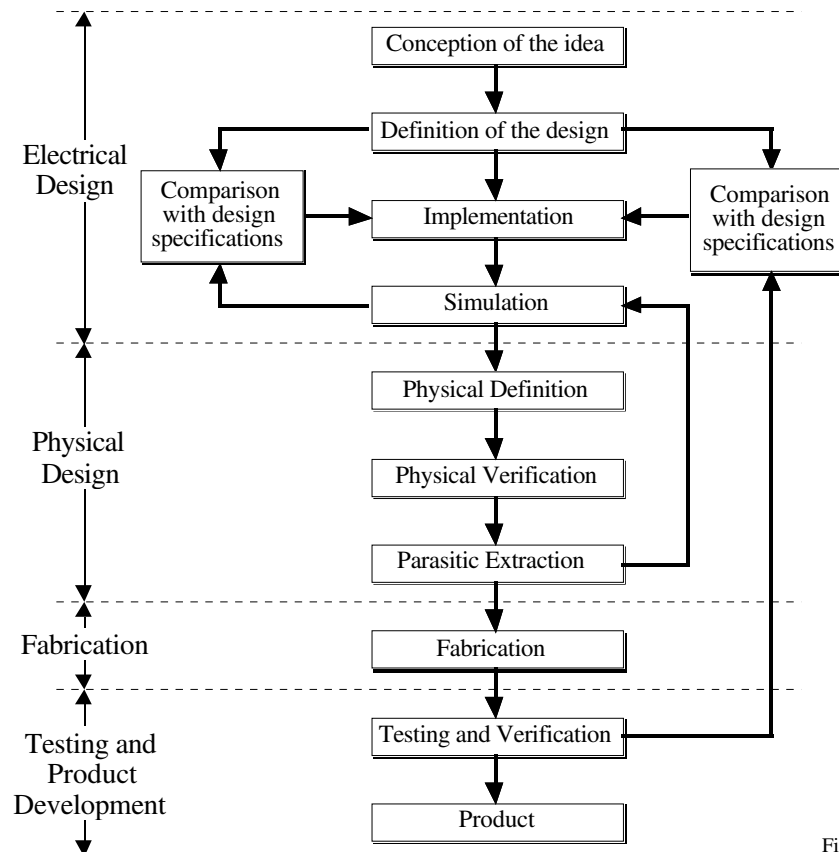 Conception of the idea
Definition of the design
Electrical
Design
Comparison
with design
specifications
Implementation
Comparison
with design
specifications
Simulation
Physical Definition
Physical
Design
Physical Verification
Parasitic Extraction
Fabrication
Fabrication
Testing and
Product
Development
Testing and Verification
Product
Fi